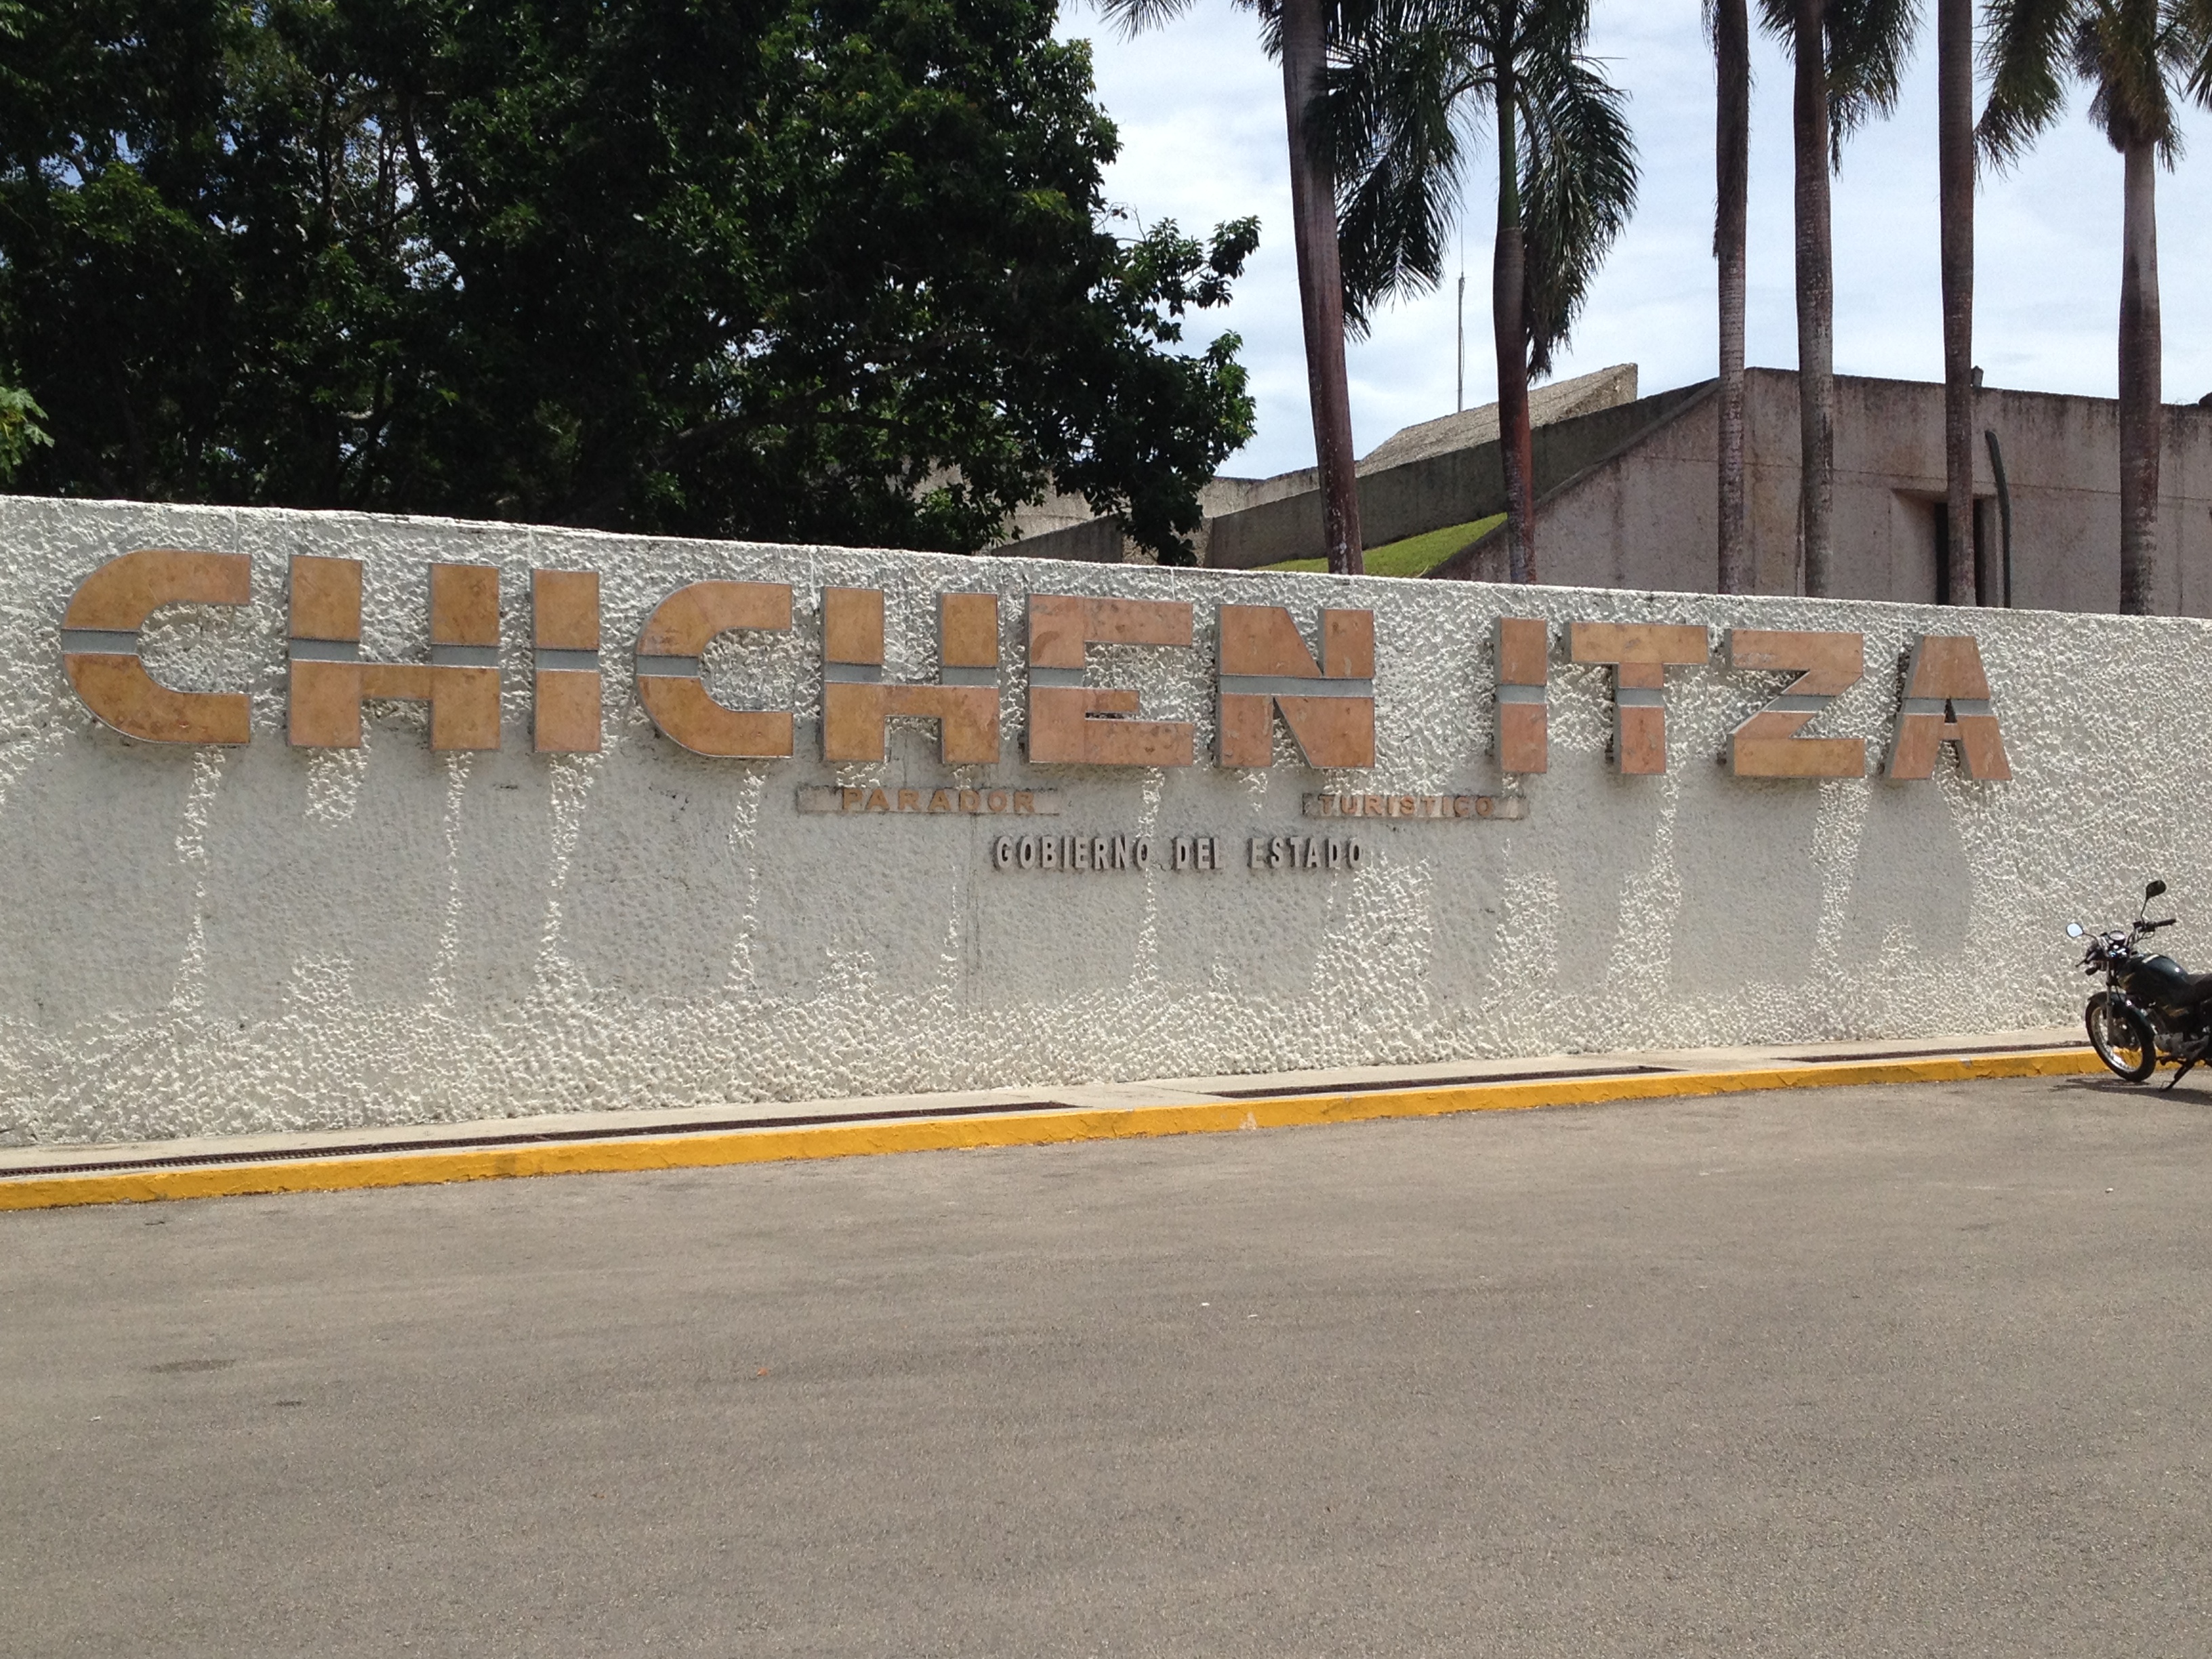 CHICHEN ITZA
PARADOR TURISTICO
GOBIERNO DEL ESTADO